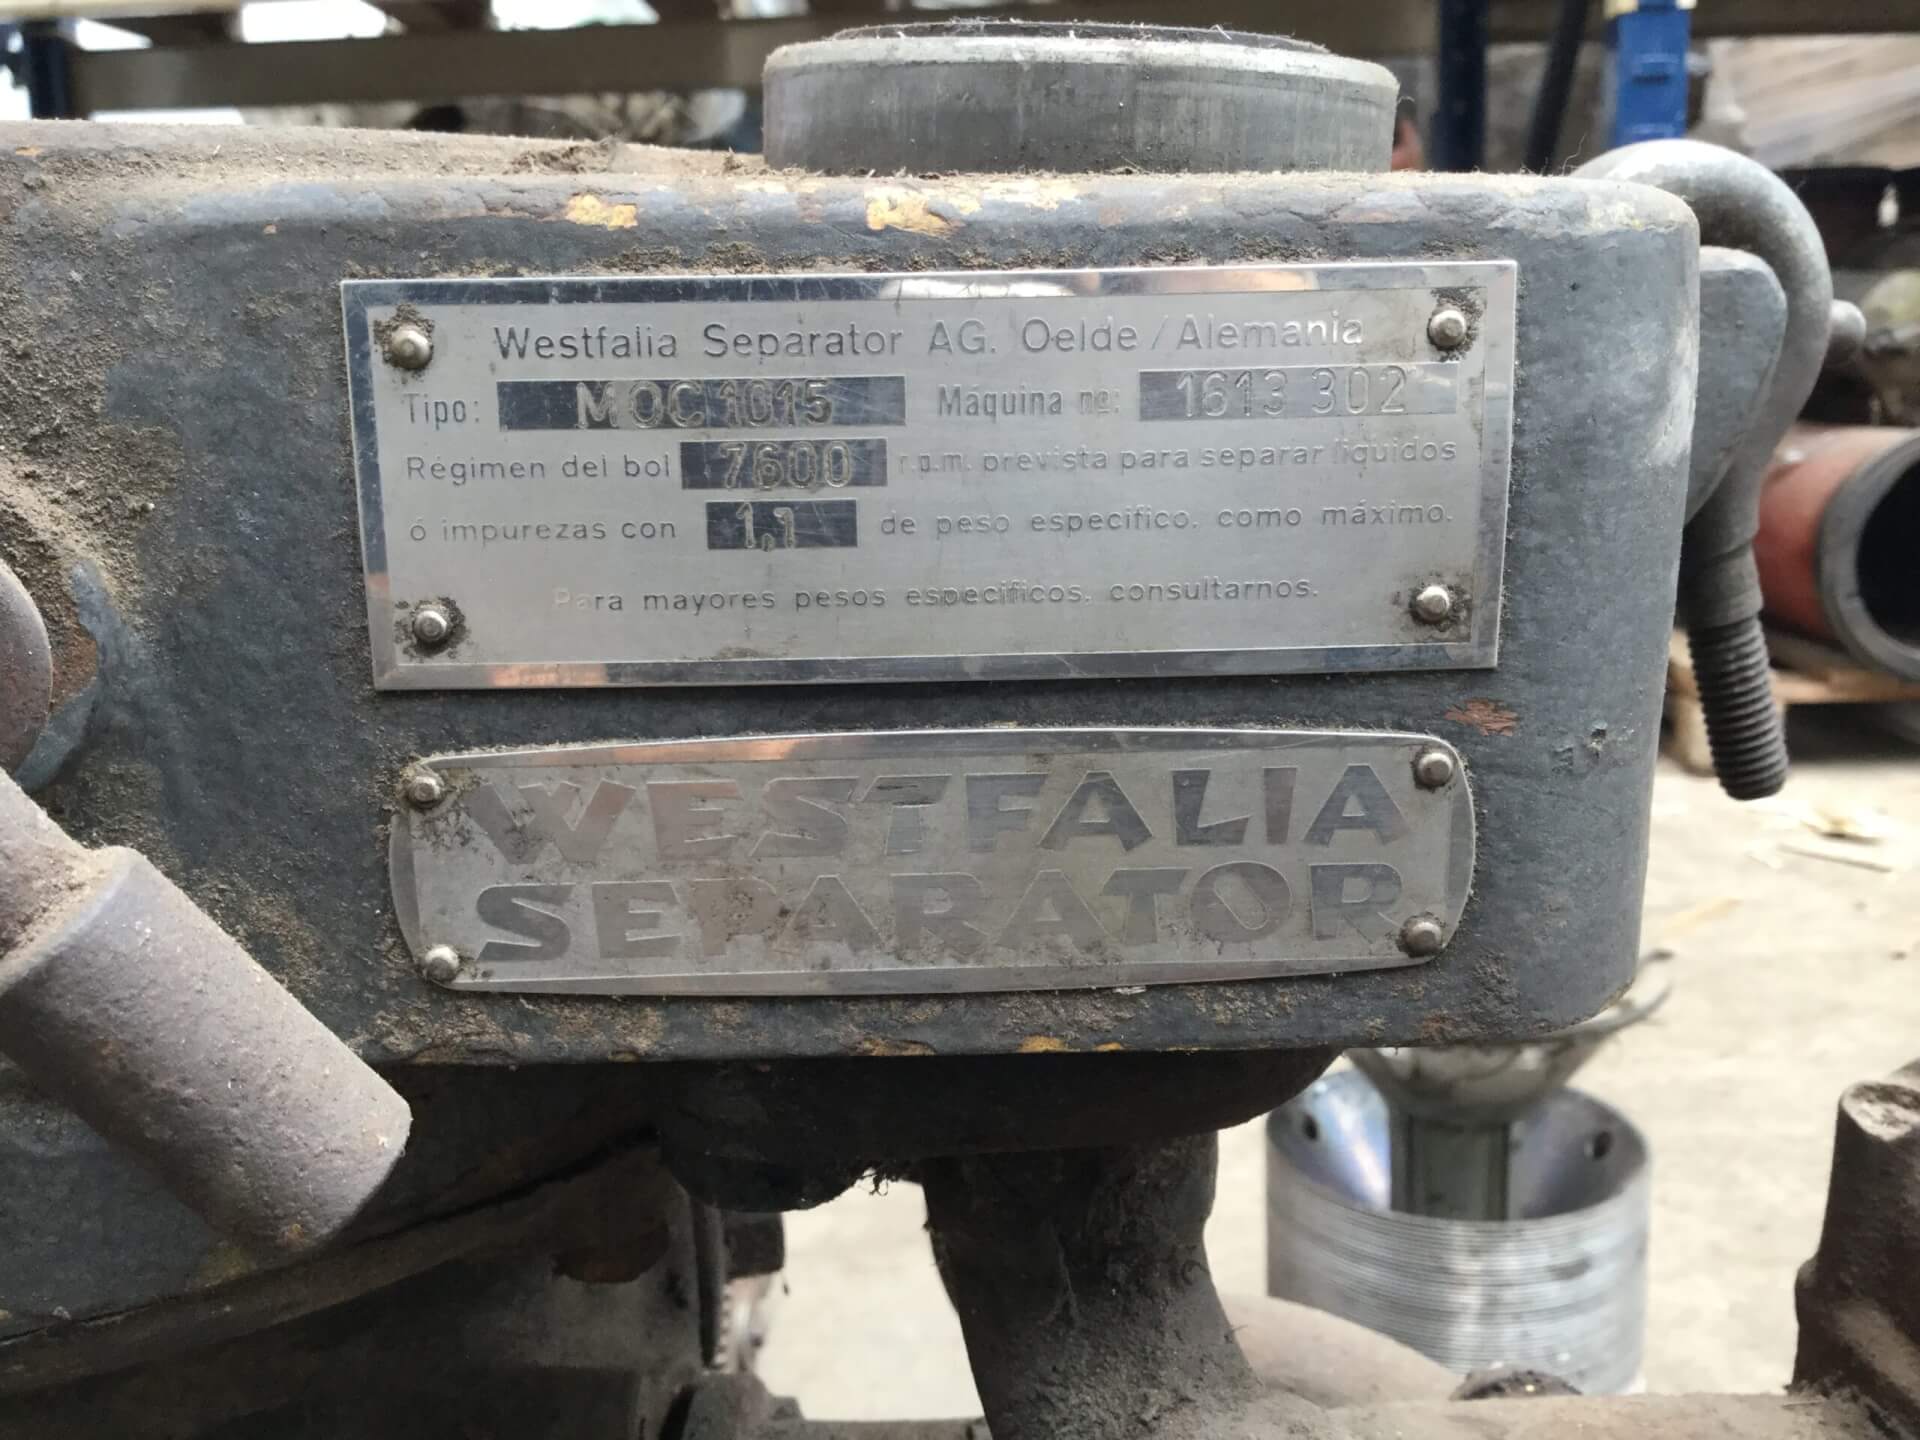 Westfalia Separator AG. Oelde / Alemania
Tipo: MOC 1015 Máquina nº: 1613 302
Régimen del bol 7600 r.p.m. prevista para separar liquidos
ó impurezas con 1,1 de peso especifico, como máximo.
Para mayores pesos especificos, consultarnos.
WESTFALIA
SEPARATOR